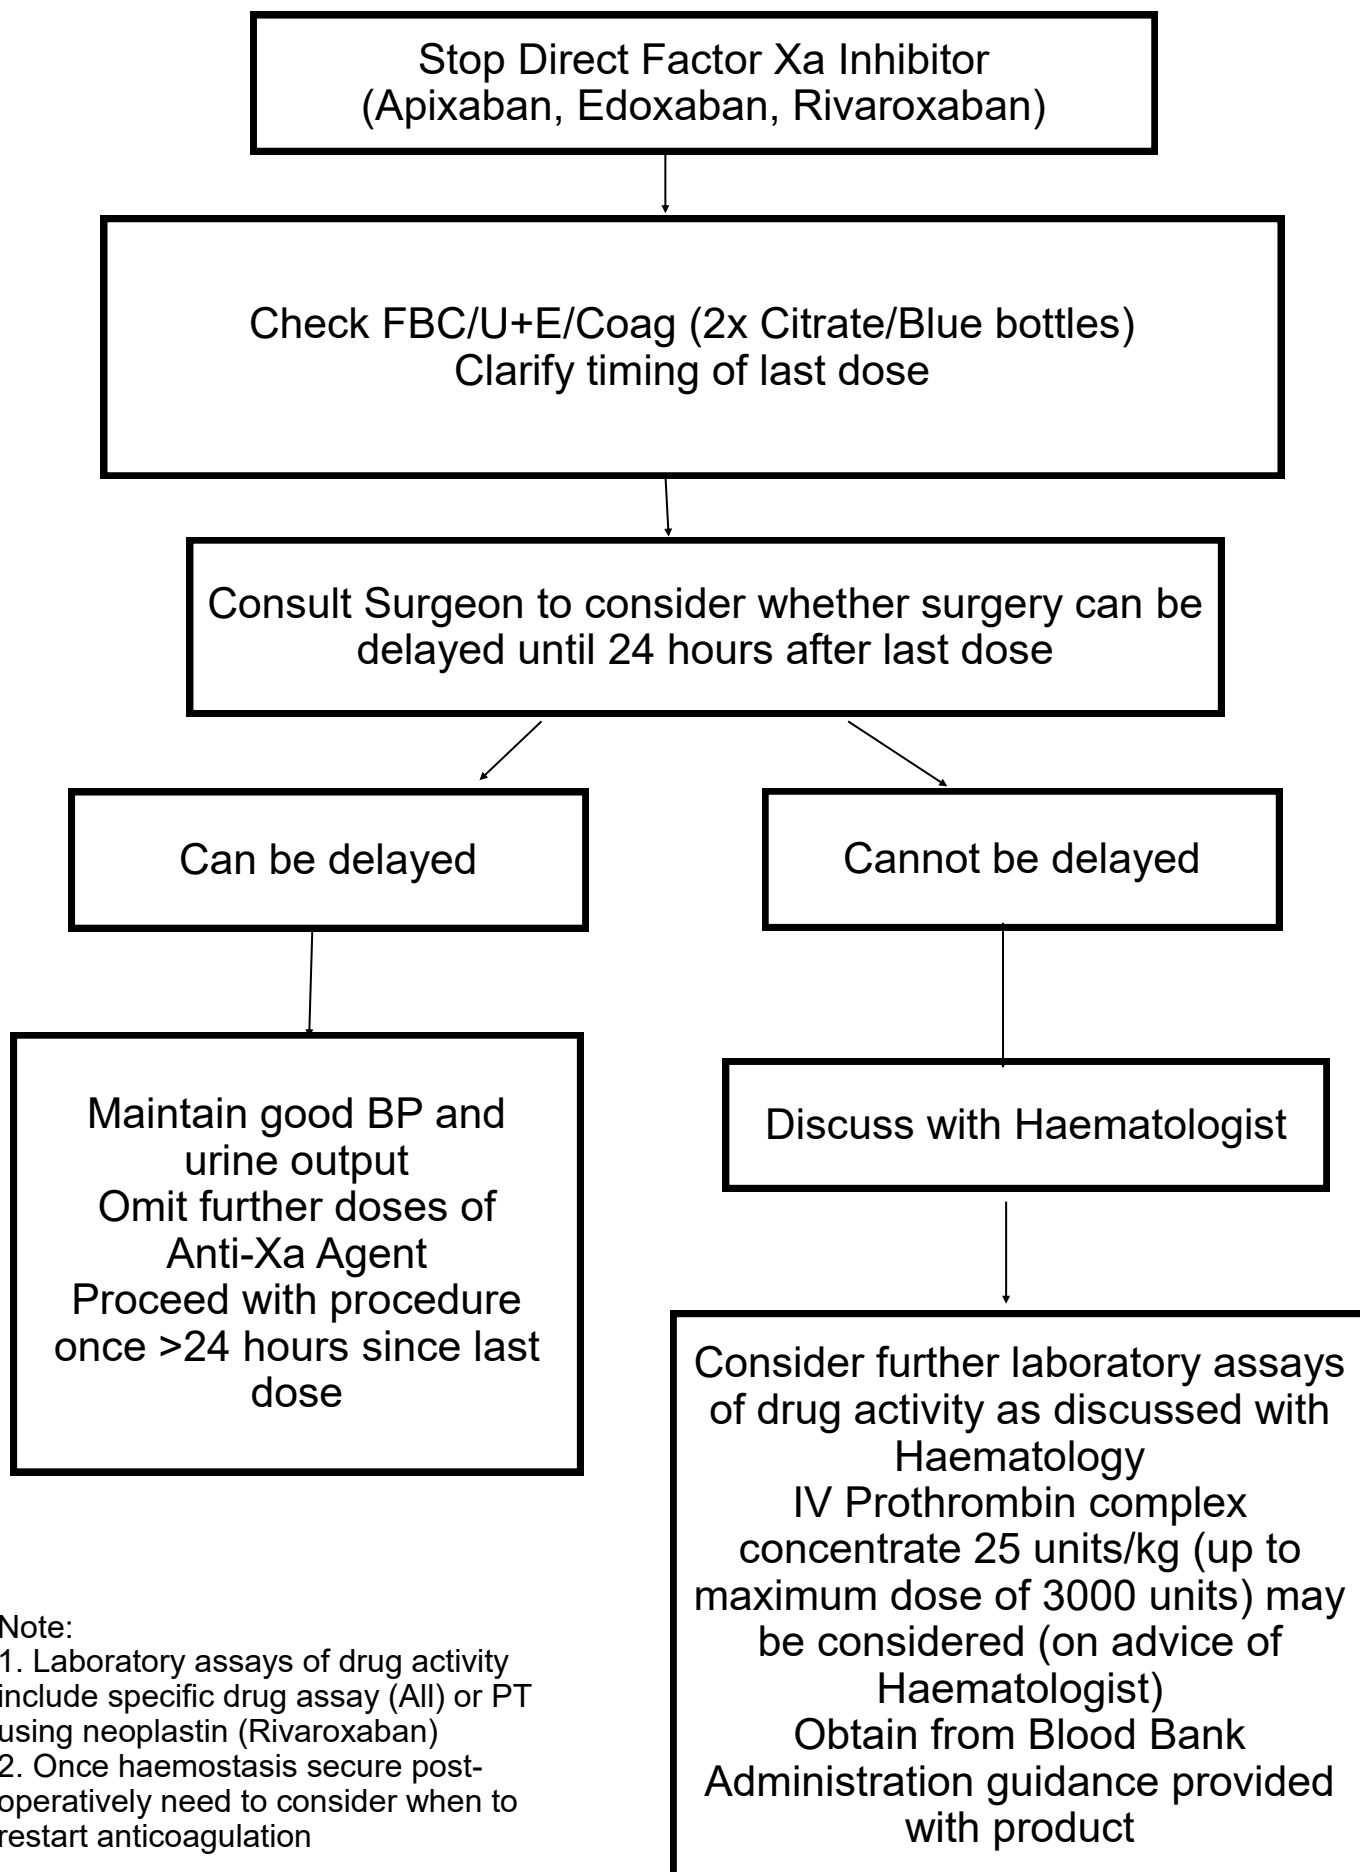 Stop Direct Factor Xa Inhibitor
(Apixaban, Edoxaban, Rivaroxaban)
Check FBC/U+E/Coag (2x Citrate/Blue bottles)
Clarify timing of last dose
Consult Surgeon to consider whether surgery can be
delayed until 24 hours after last dose
Can be delayed
Cannot be delayed
Maintain good BP and
urine output
Omit further doses of
Anti-Xa Agent
Proceed with procedure
once >24 hours since last
dose
Discuss with Haematologist
Consider further laboratory assays
of drug activity as discussed with
Haematology
IV Prothrombin complex
concentrate 25 units/kg (up to
maximum dose of 3000 units) may
be considered (on advice of
Haematologist)
Obtain from Blood Bank
Administration guidance provided
with product
Note:
1. Laboratory assays of drug activity
include specific drug assay (All) or PT
using neoplastin (Rivaroxaban)
2. Once haemostasis secure post-
operatively need to consider when to
restart anticoagulation